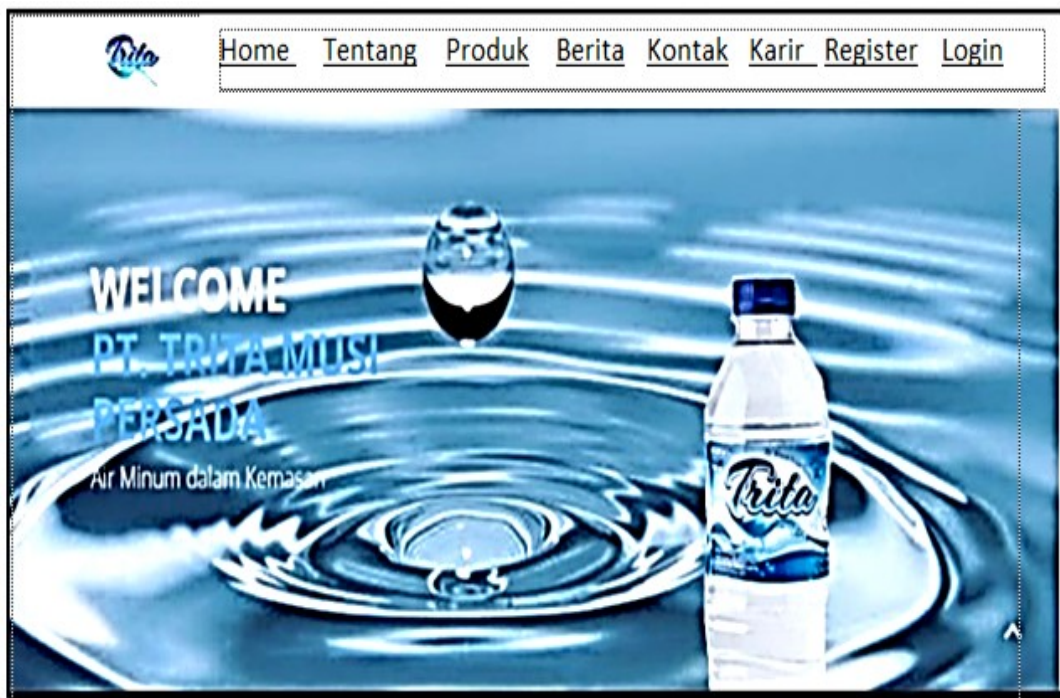 Trita
Home Tentang Produk Berita Kontak Karir Register Login
WELCOME
PT. TRITA MUSI
PERSADA
Air Minum dalam Kemasan
Trita